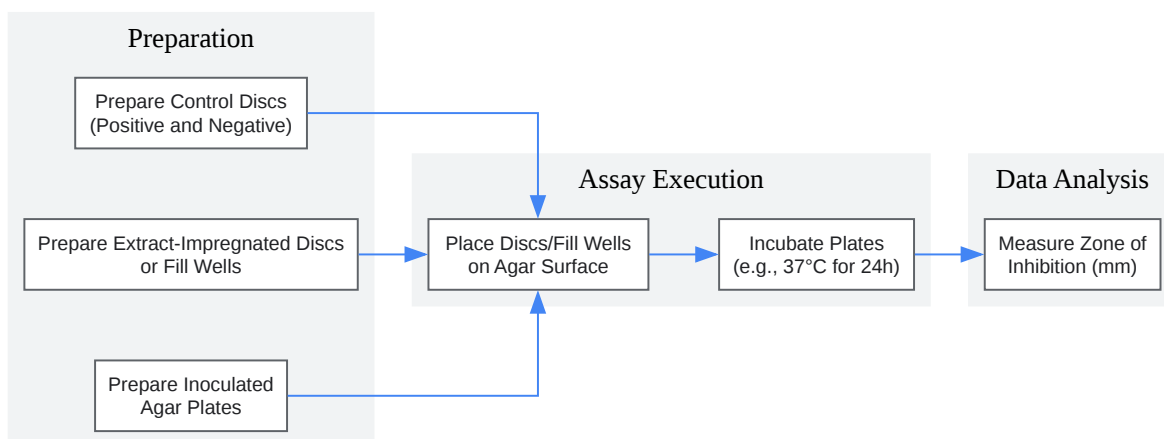 Preparation
Prepare Control Discs
(Positive and Negative)
Prepare Extract-Impregnated Discs
or Fill Wells
Prepare Inoculated
Agar Plates
Assay Execution
Place Discs/Fill Wells
on Agar Surface
Incubate Plates
(e.g., 37°C for 24h)
Data Analysis
Measure Zone of
Inhibition (mm)